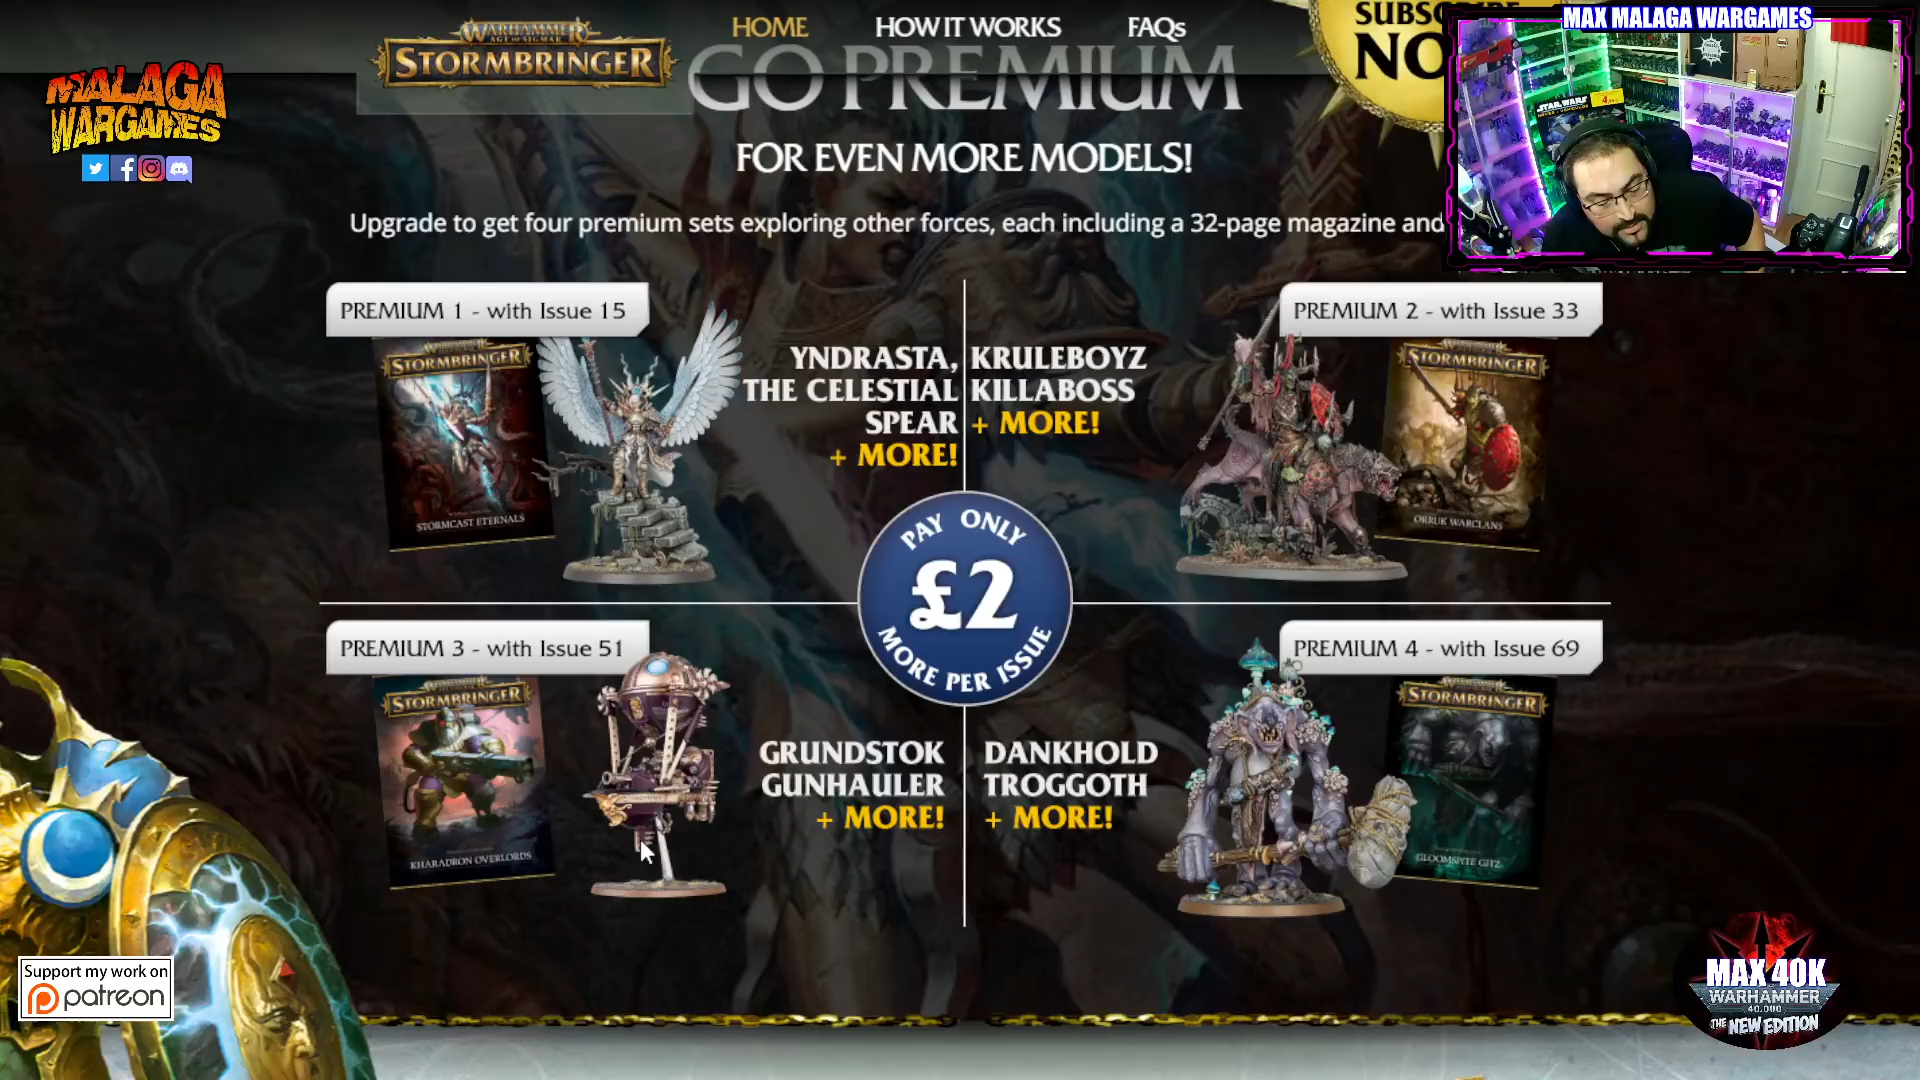 WARHAMMER
AGE OF SIGMAR
STORMBRINGER
HOME
HOW IT WORKS
FAQs
MAX MALAGA WARGAMES
MALAGA
WARGAMES
GO PREMIUM
NO
STAR WARS
FOR EVEN MORE MODELS!
Upgrade to get four premium sets exploring other forces, each including a 32-page magazine and
PREMIUM 1 - with Issue 15
STORMBRINGER
STORMCAST ETERNALS
YNDRASTA,
THE CELESTIAL
SPEAR
+ MORE!
PREMIUM 2 - with Issue 33
KRULEBOYZ
KILLABOSS
+ MORE!
STORMBRINGER
ORRUK WARCLANS
PAY ONLY
£2
MORE PER ISSUE
PREMIUM 3 - with Issue 51
STORMBRINGER
KHARADRON OVERLORDS
GRUNDSTOK
GUNHAULER
+ MORE!
PREMIUM 4 - with Issue 69
DANKHOLD
TROGGOTH
+ MORE!
STORMBRINGER
GLOOMSPITE GITZ
Support my work on
patreon
MAX 40K
WARHAMMER
40,000
THE NEW EDITION